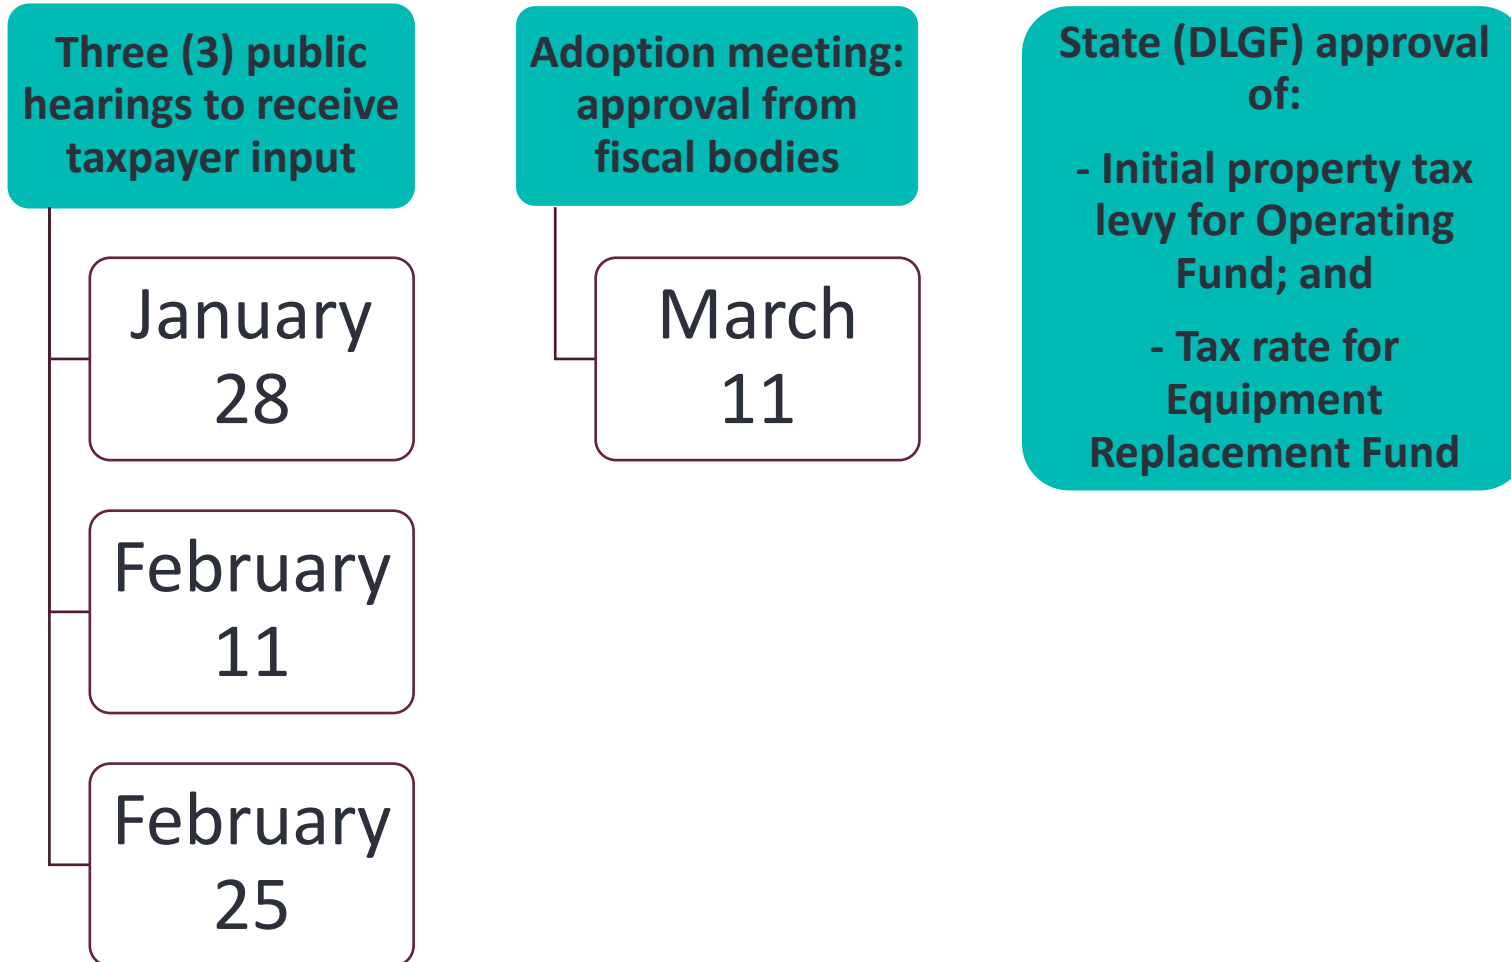 Three (3) public
hearings to receive
taxpayer input
January
28
February
11
February
25
Adoption meeting:
approval from
fiscal bodies
March
11
State (DLGF) approval
of:
- Initial property tax
levy for Operating
Fund; and
- Tax rate for
Equipment
Replacement Fund